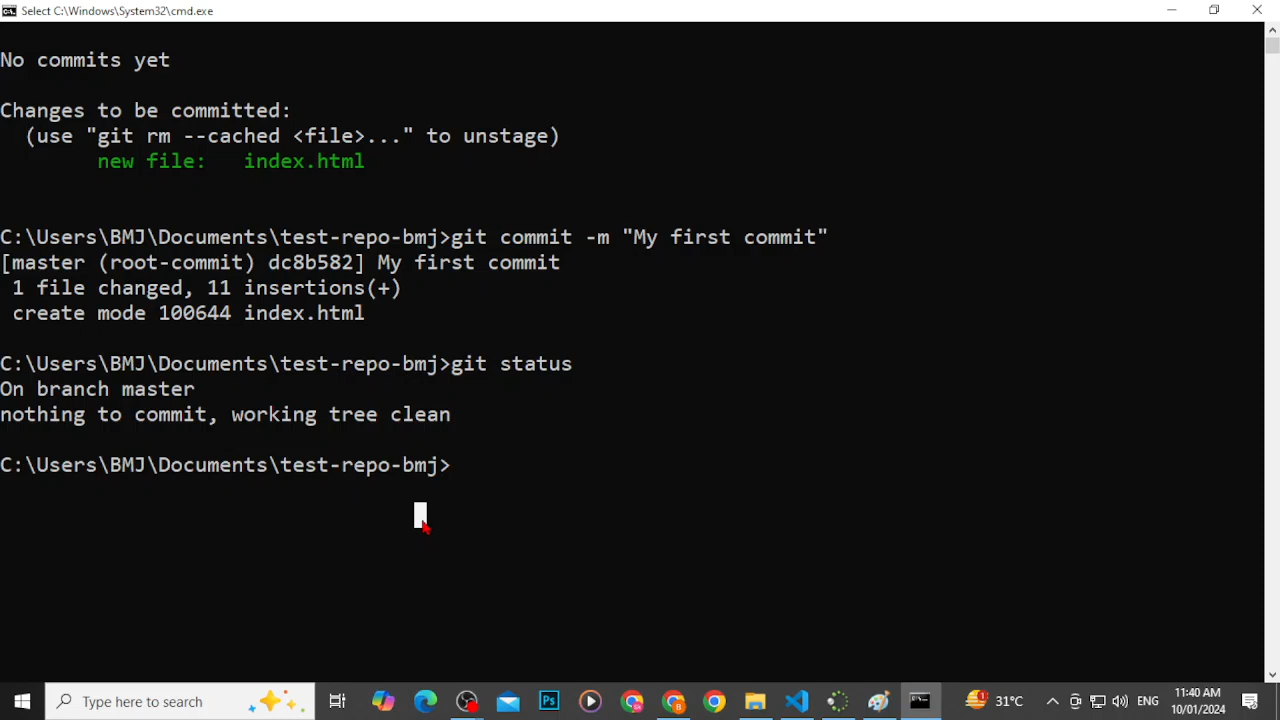 Select C:\Windows\System32\cmd.exe
No commits yet
Changes to be committed:
  (use "git rm --cached <file>..." to unstage)
        new file:   index.html
C:\Users\BMJ\Documents\test-repo-bmj>git commit -m "My first commit"
[master (root-commit) dc8b582] My first commit
 1 file changed, 11 insertions(+)
 create mode 100644 index.html
C:\Users\BMJ\Documents\test-repo-bmj>git status
On branch master
nothing to commit, working tree clean
C:\Users\BMJ\Documents\test-repo-bmj>
Type here to search
Ps
31°C
ENG
11:40 AM
10/01/2024